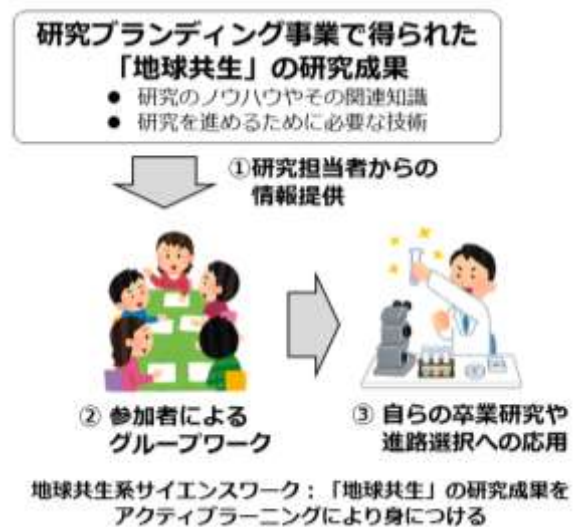 研究ブランディング事業で得られた
「地球共生」の研究成果
● 研究のノウハウやその関連知識
● 研究を進めるために必要な技術
①研究担当者からの
情報提供
② 参加者による
グループワーク
③ 自らの卒業研究や
進路選択への応用
地球共生系サイエンスワーク：「地球共生」の研究成果を
アクティブラーニングにより身につける